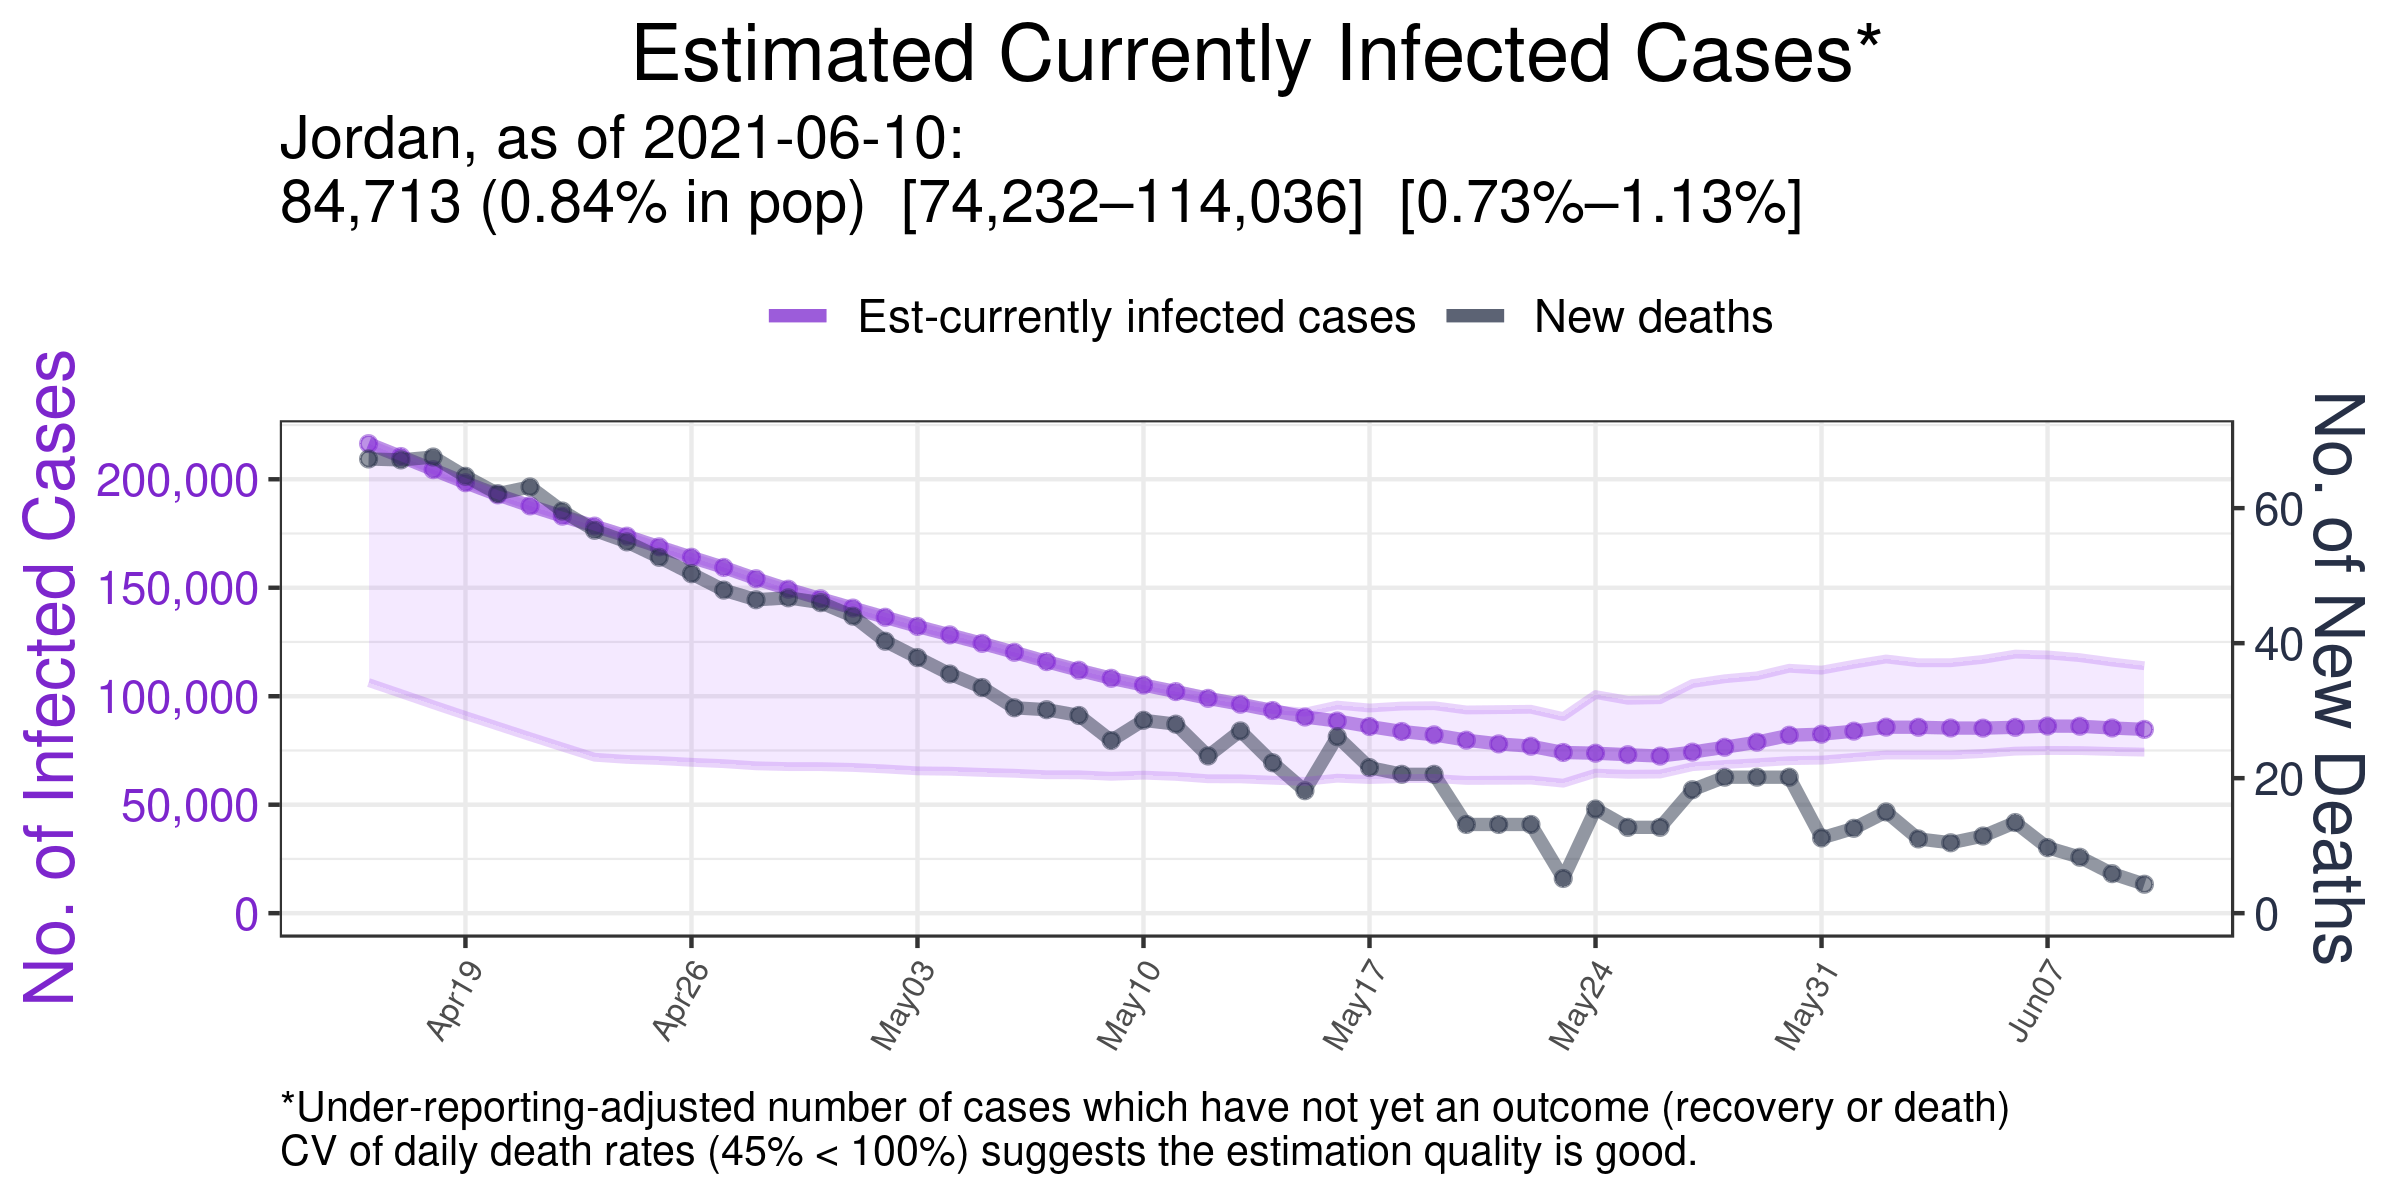 Estimated Currently Infected Cases*
Jordan, as of 2021-06-10:
84,713 (0.84% in pop)  [74,232–114,036]  [0.73%–1.13%]
Est-currently infected cases
New deaths
No. of Infected Cases
200,000
150,000
100,000
50,000
0
60
40
20
0
No. of New Deaths
Apr19
Apr26
May03
May10
May17
May24
May31
Jun07
*Under-reporting-adjusted number of cases which have not yet an outcome (recovery or death)
CV of daily death rates (45% < 100%) suggests the estimation quality is good.